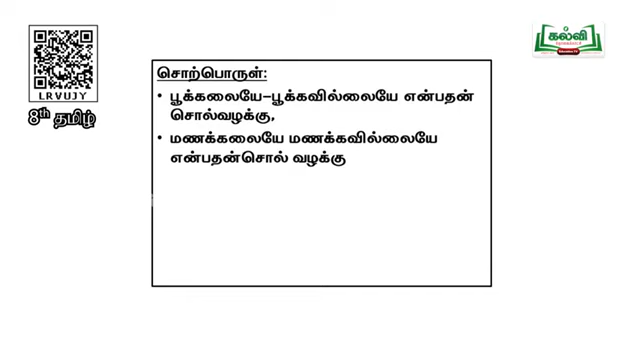 LRVUJY
8th தமிழ்
கல்வி
சொற்பொருள்:
• பூக்கலையே-பூக்கவில்லையே என்பதன்
சொல்வழக்கு,
• மணக்கலையே மணக்கவில்லையே
என்பதன்சொல் வழக்கு